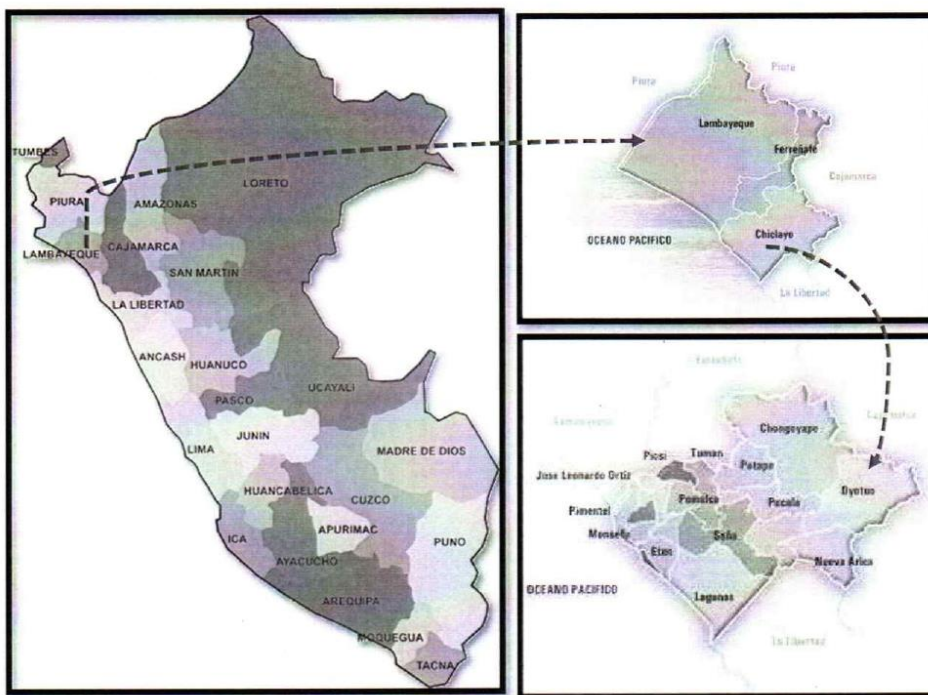 TUMBES
PIURA
LAMBAYEQUE
CAJAMARCA
AMAZONAS
LORETO
SAN MARTIN
LA LIBERTAD
ANCASH
HUANUCO
UCAYALI
PASCO
LIMA
JUNIN
MADRE DE DIOS
HUANCABELICA
CUZCO
APURIMAC
ICA
AYACUCHO
PUNO
AREQUIPA
MOQUEGUA
TACNA
Piura
Piura
Lambayeque
Ferreñafe
Cajamarca
OCEANO PACIFICO
Chiclayo
La Libertad
Ferreñafe
Lambayeque
Cajamarca
Chongoyape
Tuman
Picsi
Patapo
Jose Leonardo Ortiz
Oyotun
Pomalca
Pucala
Pimentel
Monsefu
Saña
Eten
Nueva Arica
OCEANO PACIFICO
Lagunas
La Libertad